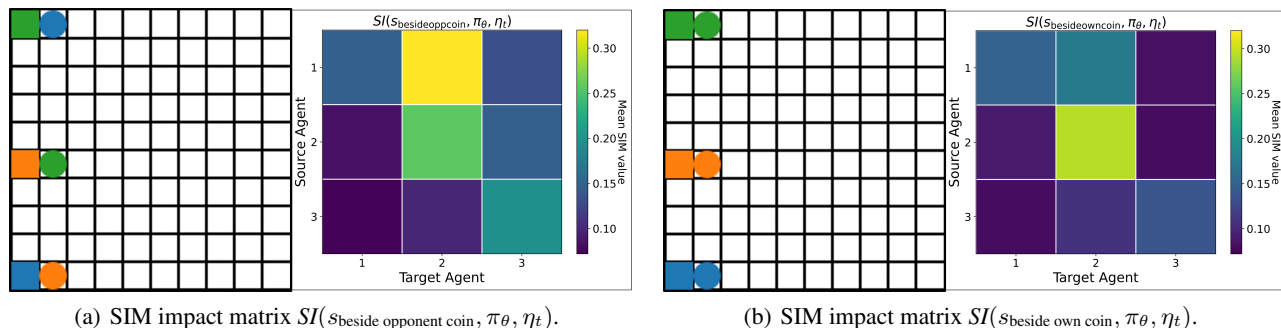 SI(s_besideoppcoin, π_θ, η_t)
1
2
3
Source Agent
1 2 3
Target Agent
0.30
0.25
0.20
0.15
0.10
Mean SIM value
(a) SIM impact matrix SI(s_beside opponent coin, π_θ, η_t).
SI(s_besideowncoin, π_θ, η_t)
1
2
3
Source Agent
1 2 3
Target Agent
0.30
0.25
0.20
0.15
0.10
Mean SIM value
(b) SIM impact matrix SI(s_beside own coin, π_θ, η_t).